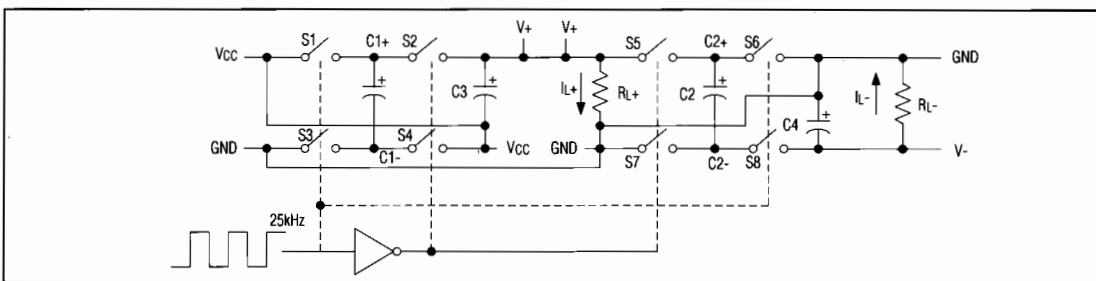 V+ V+
VCC S1 C1+ S2 S5 C2+ S6 GND
C3 IL+ RL+ C2 IL- RL-
+ + + +
C4
GND S3 C1- S4 VCC GND S7 C2- S8 V-
25kHz